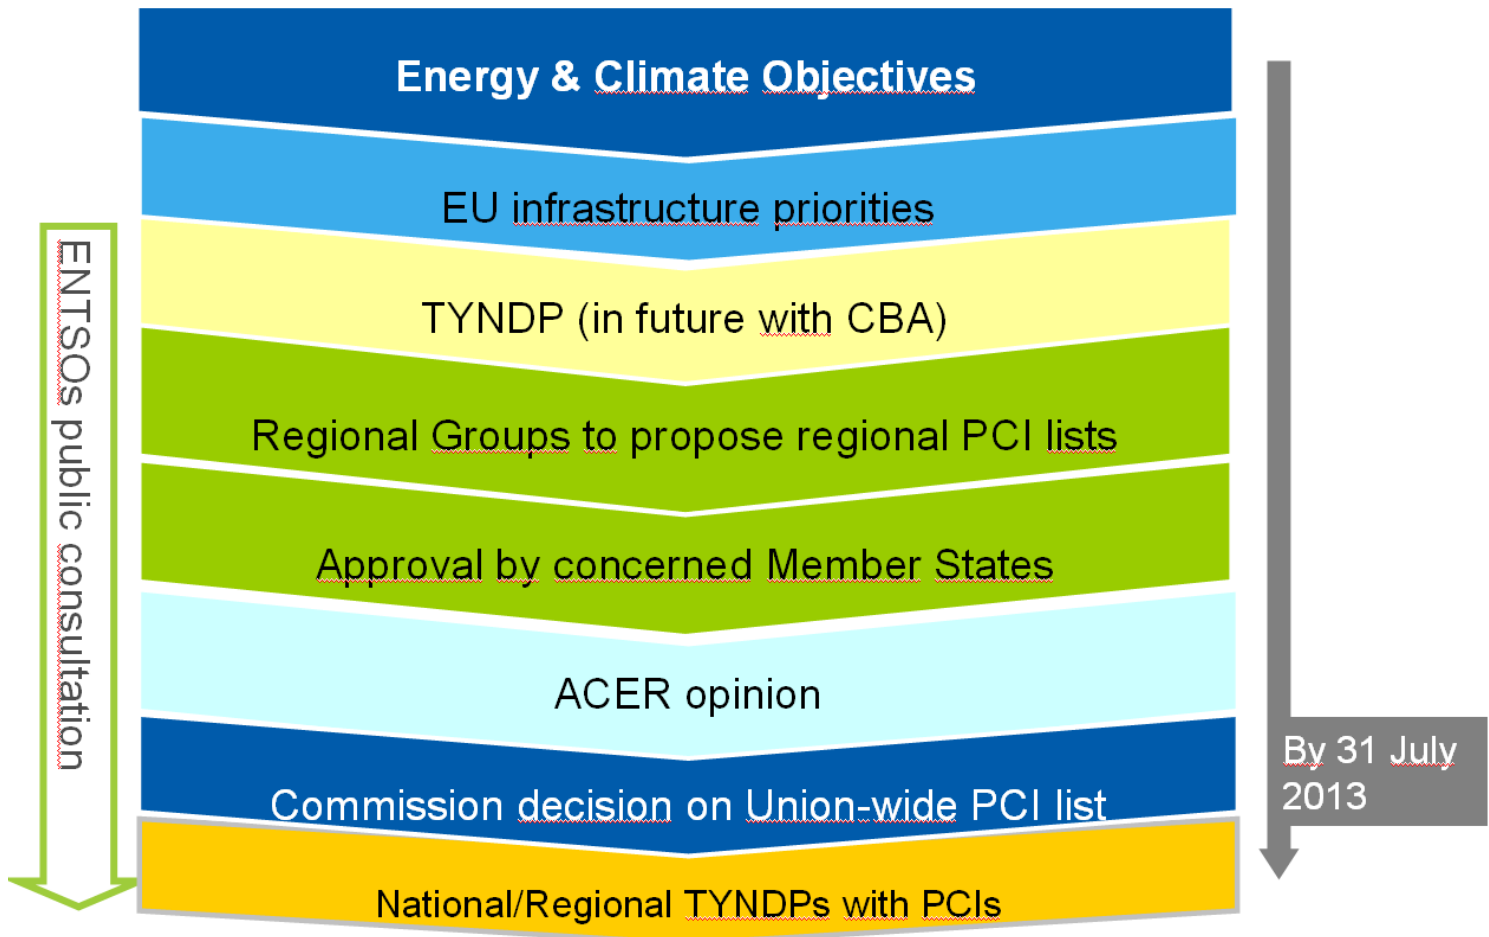 Energy & Climate Objectives
EU infrastructure priorities
TYNDP (in future with CBA)
Regional Groups to propose regional PCI lists
Approval by concerned Member States
ACER opinion
Commission decision on Union-wide PCI list
National/Regional TYNDPs with PCIs
ENTSOs public consultation
By 31 July
2013